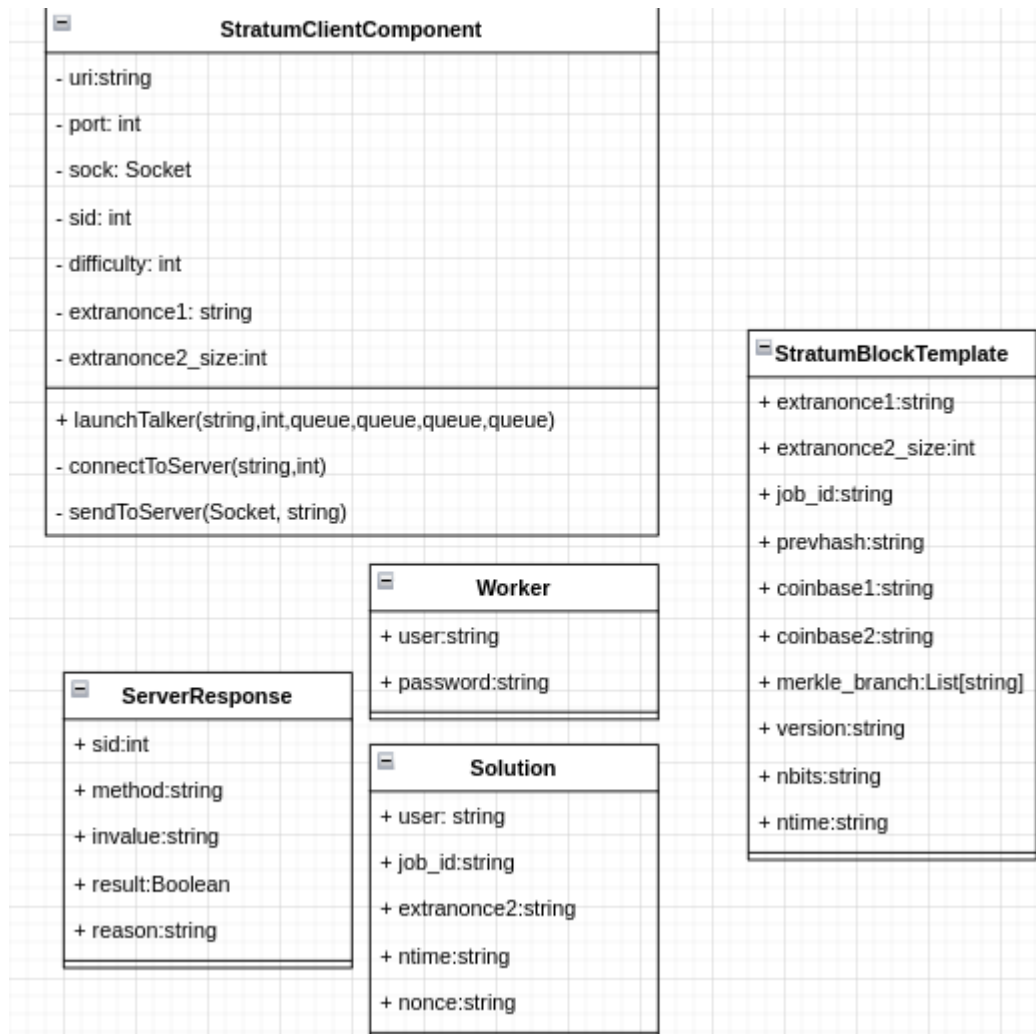 StratumClientComponent
- uri:string
- port: int
- sock: Socket
- sid: int
- difficulty: int
- extranonce1: string
- extranonce2_size:int
+ launchTalker(string,int,queue,queue,queue,queue)
- connectToServer(string,int)
- sendToServer(Socket, string)
StratumBlockTemplate
+ extranonce1:string
+ extranonce2_size:int
+ job_id:string
+ prevhash:string
+ coinbase1:string
+ coinbase2:string
+ merkle_branch:List[string]
+ version:string
+ nbits:string
+ ntime:string
Worker
+ user:string
+ password:string
ServerResponse
+ sid:int
+ method:string
+ invalue:string
+ result:Boolean
+ reason:string
Solution
+ user: string
+ job_id:string
+ extranonce2:string
+ ntime:string
+ nonce:string